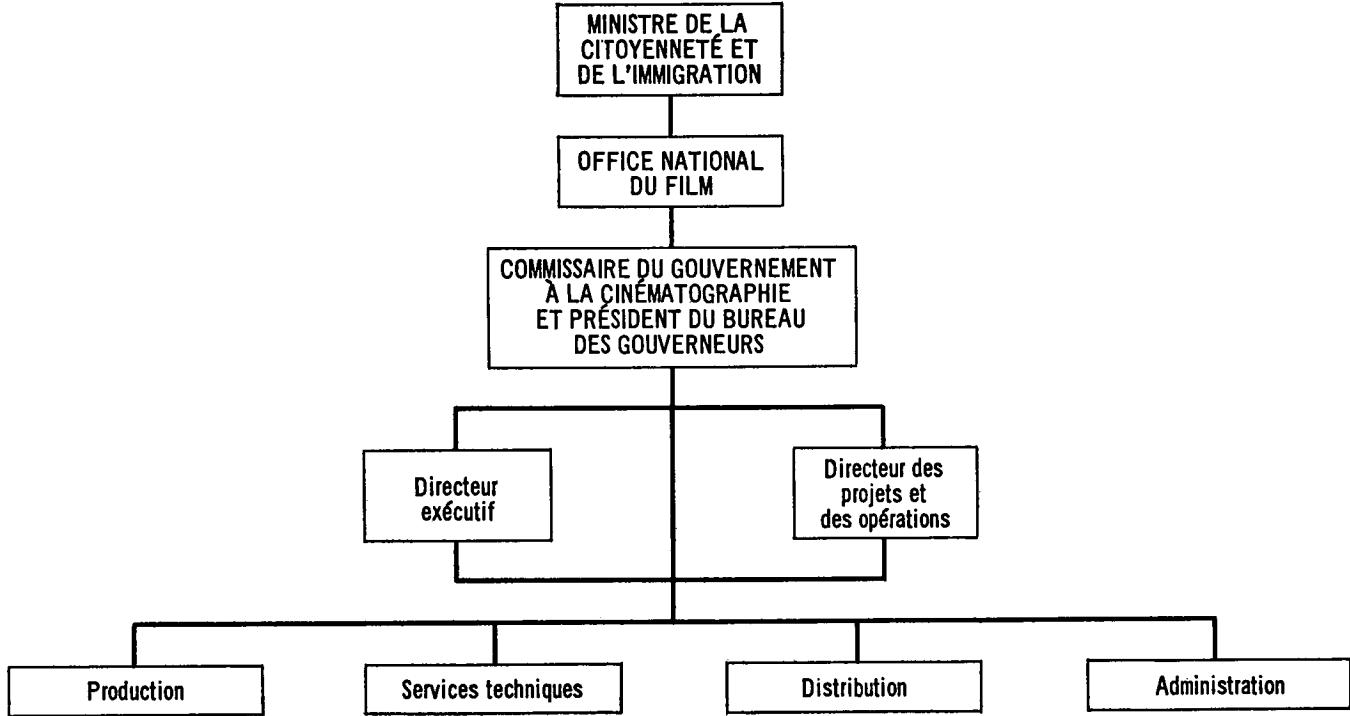 MINISTRE DE LA
CITOYENNETÉ ET
DE L'IMMIGRATION
OFFICE NATIONAL
DU FILM
COMMISSAIRE DU GOUVERNEMENT
À LA CINÉMATOGRAPHIE
ET PRÉSIDENT DU BUREAU
DES GOUVERNEURS
Directeur
exécutif
Directeur des
projets et
des opérations
Production
Services techniques
Distribution
Administration